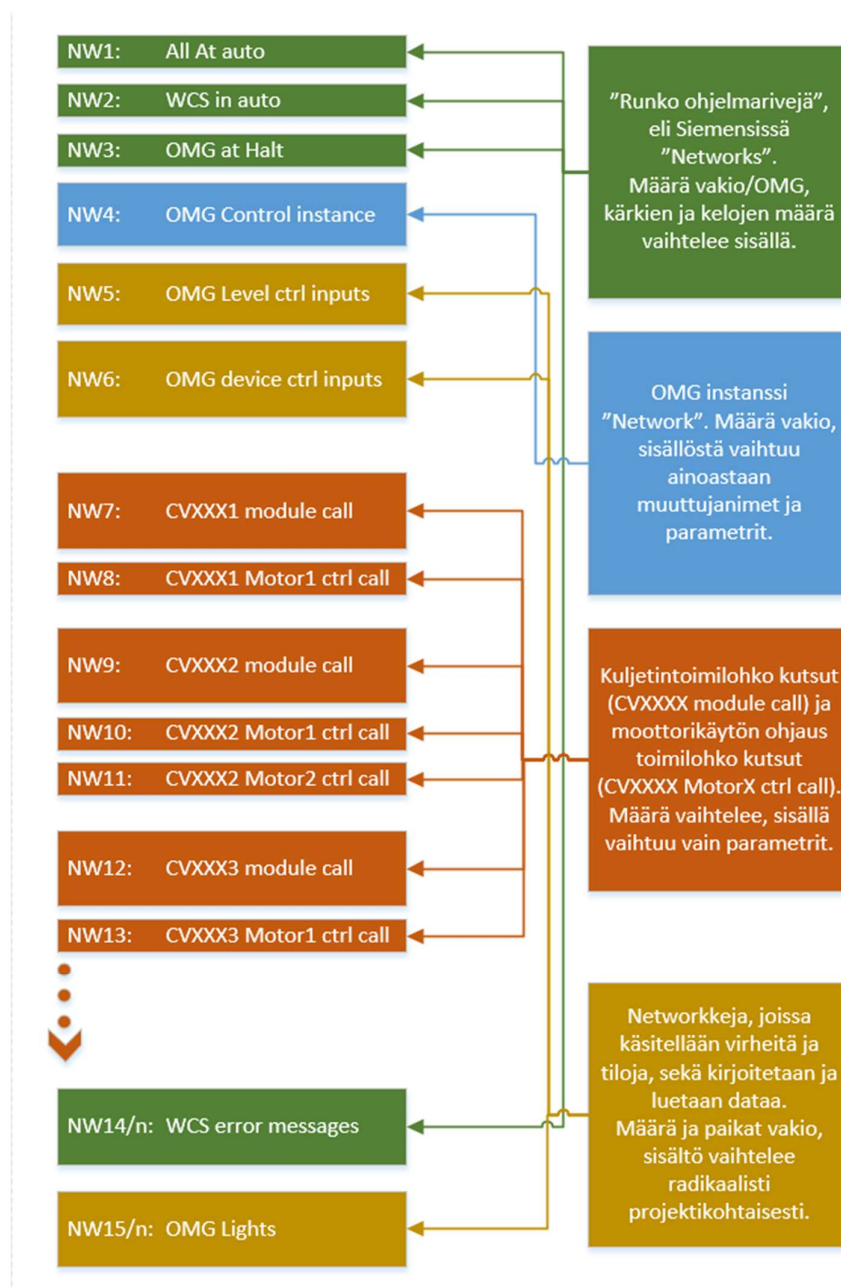 NW1: All At auto
NW2: WCS in auto
NW3: OMG at Halt
NW4: OMG Control instance
NW5: OMG Level ctrl inputs
NW6: OMG device ctrl inputs
NW7: CVXXX1 module call
NW8: CVXXX1 Motor1 ctrl call
NW9: CVXXX2 module call
NW10: CVXXX2 Motor1 ctrl call
NW11: CVXXX2 Motor2 ctrl call
NW12: CVXXX3 module call
NW13: CVXXX3 Motor1 ctrl call
NW14/n: WCS error messages
NW15/n: OMG Lights
”Runko ohjelmarivejä”,
eli Siemensissä
”Networks”.
Määrä vakio/OMG,
kärkien ja kelojen määrä
vaihtelee sisällä.
OMG instanssi
”Network”. Määrä vakio,
sisällöstä vaihtuu
ainoastaan
muuttujanimet ja
parametrit.
Kuljetintoimilohko kutsut
(CVXXXX module call) ja
moottorikäytön ohjaus
toimilohko kutsut
(CVXXXX MotorX ctrl call).
Määrä vaihtelee, sisällä
vaihtuu vain parametrit.
Networkkeja, joissa
käsitellään virheitä ja
tiloja, sekä kirjoitetaan ja
luetaan dataa.
Määrä ja paikat vakio,
sisältö vaihtelee
radikaalisti
projektikohtaisesti.